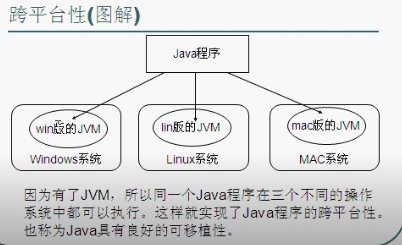 跨平台性(图解)
Java程序
win版的JVM
lin版的JVM
mac版的JVM
Windows系统
Linux系统
MAC系统
因为有了JVM，所以同一个Java程序在三个不同的操作
系统中都可以执行。这样就实现了Java程序的跨平台性。
也称为Java具有良好的可移植性。